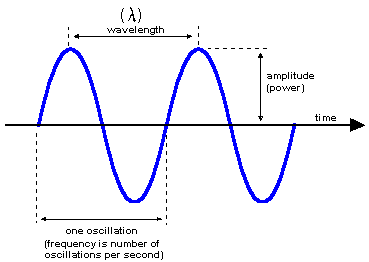 (λ)
wavelength
amplitude
(power)
time
one oscillation
(frequency is number of
oscillations per second)